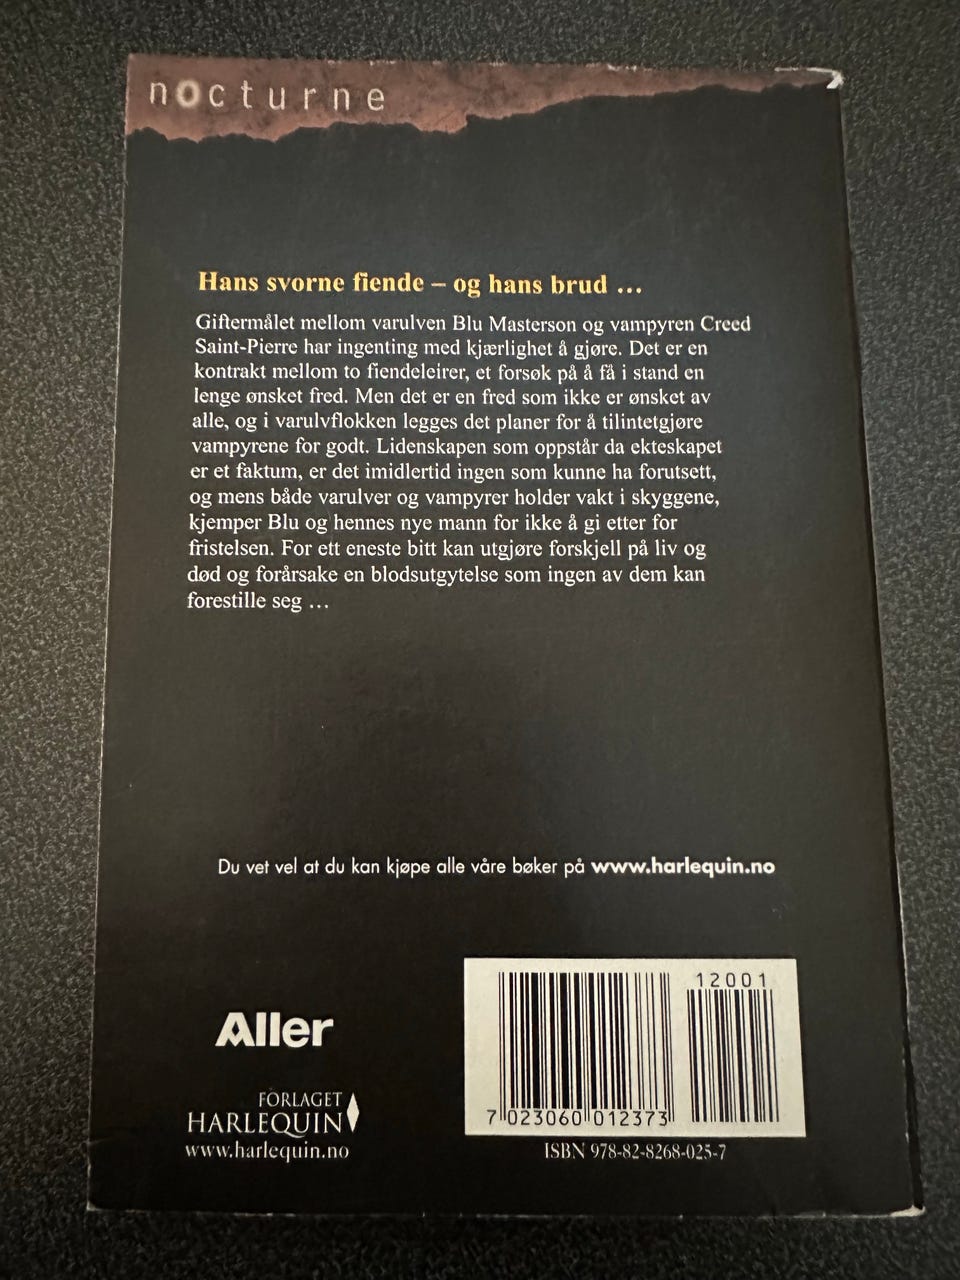 nocturne
Hans svorne fiende – og hans brud ...
Giftermålet mellom varulven Blu Masterson og vampyren Creed
Saint-Pierre har ingenting med kjærlighet å gjøre. Det er en
kontrakt mellom to fiendeleirer, et forsøk på å få i stand en
lenge ønsket fred. Men det er en fred som ikke er ønsket av
alle, og i varulvflokken legges det planer for å tilintetgjøre
vampyrene for godt. Lidenskapen som oppstår da ekteskapet
er et faktum, er det imidlertid ingen som kunne ha forutsett,
og mens både varulver og vampyrer holder vakt i skyggene,
kjemper Blu og hennes nye mann for ikke å gi etter for
fristelsen. For ett eneste bitt kan utgjøre forskjell på liv og
død og forårsake en blodsutgytelse som ingen av dem kan
forestille seg ...
Du vet vel at du kan kjøpe alle våre bøker på www.harlequin.no
Aller
FORLAGET
HARLEQUIN
www.harlequin.no
12001
7 023060 012373
ISBN 978-82-8268-025-7